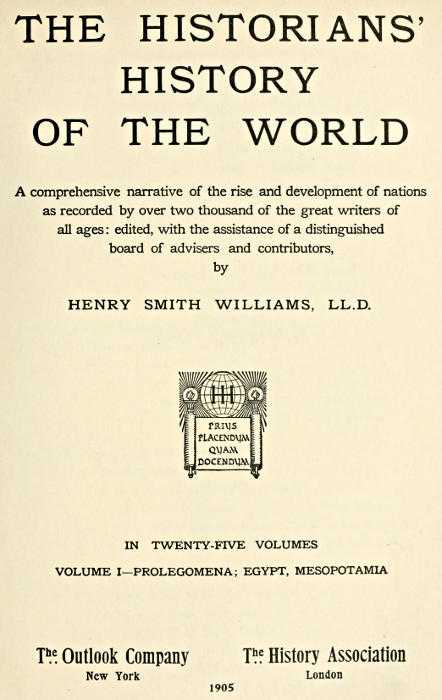 THE HISTORIANS'
HISTORY
OF THE WORLD
A comprehensive narrative of the rise and development of nations
as recorded by over two thousand of the great writers of
all ages: edited, with the assistance of a distinguished
board of advisers and contributors,
by
HENRY SMITH WILLIAMS, LL.D.
HH
PRIUS
PLACENDUM
QUAM
DOCENDUM
IN TWENTY-FIVE VOLUMES
VOLUME I—PROLEGOMENA; EGYPT, MESOPOTAMIA
The Outlook Company
New York
The History Association
London
1905